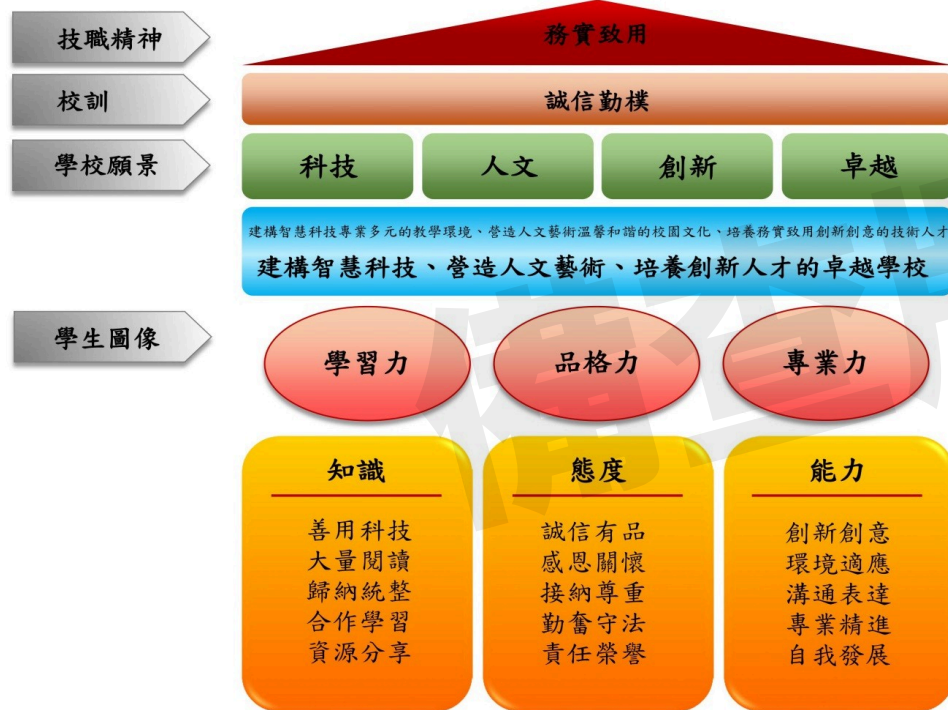 技職精神
務實致用
校訓
誠信勤樸
學校願景
科技
人文
創新
卓越
建構智慧科技專業多元的教學環境、營造人文藝術溫馨和諧的校園文化、培養務實致用創新創意的技術人才
建構智慧科技、營造人文藝術、培養創新人才的卓越學校
學生圖像
學習力
品格力
專業力
知識
善用科技
大量閱讀
歸納統整
合作學習
資源分享
態度
誠信有品
感恩關懷
接納尊重
勤奮守法
責任榮譽
能力
創新創意
環境適應
溝通表達
專業精進
自我發展
備查